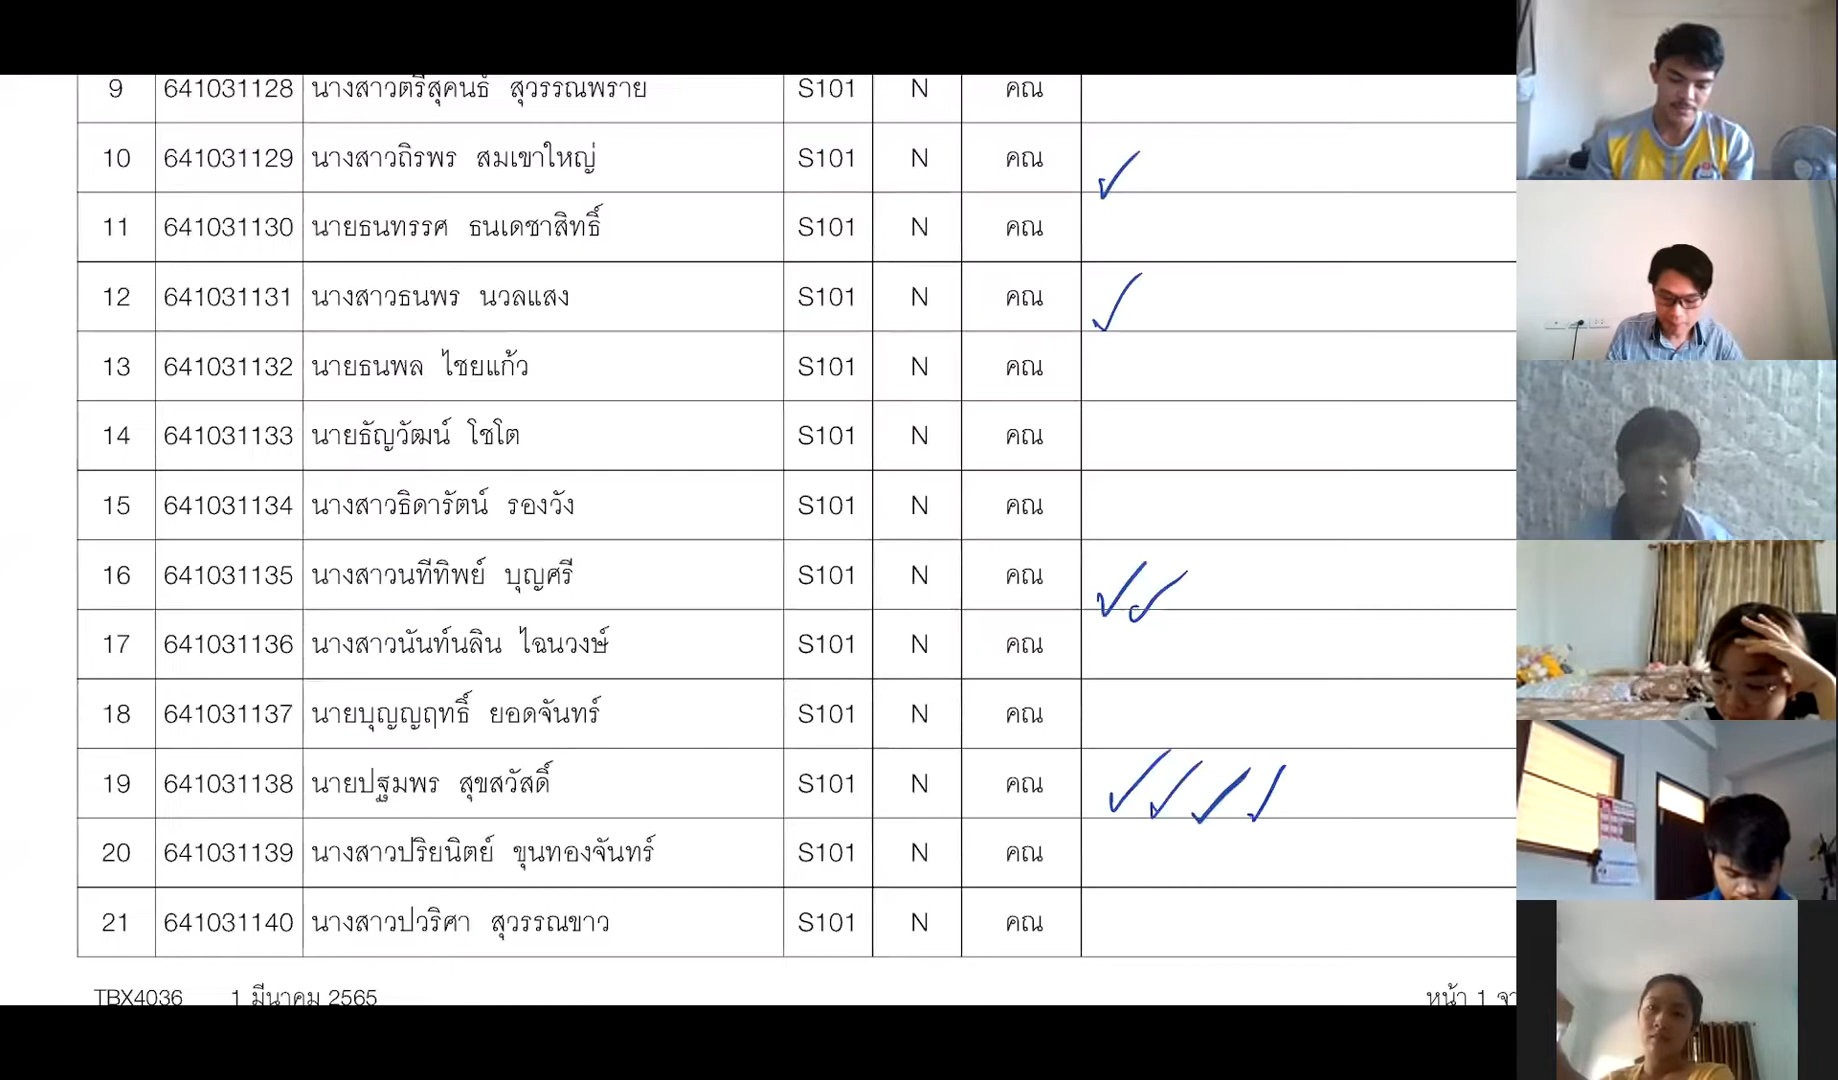 9 641031128 นางสาวตรีสุคนธ์ สุวรรณพราย S101 N คณ
10 641031129 นางสาวถิรพร สมเขาใหญ่ S101 N คณ
11 641031130 นายธนทรรศ ธนเดชาสิทธิ์ S101 N คณ
12 641031131 นางสาวธนพร นวลแสง S101 N คณ
13 641031132 นายธนพล ไชยแก้ว S101 N คณ
14 641031133 นายธัญวัฒน์ โชโต S101 N คณ
15 641031134 นางสาวธิดารัตน์ รองวัง S101 N คณ
16 641031135 นางสาวนทีทิพย์ บุญศรี S101 N คณ
17 641031136 นางสาวนันท์นลิน ไฉนวงษ์ S101 N คณ
18 641031137 นายบุญญฤทธิ์ ยอดจันทร์ S101 N คณ
19 641031138 นายปฐมพร สุขสวัสดิ์ S101 N คณ
20 641031139 นางสาวปริยนิตย์ ขุนทองจันทร์ S101 N คณ
21 641031140 นางสาวปวริศา สุวรรณขาว S101 N คณ
TBX4036 1 มีนาคม 2565 หน้า 1